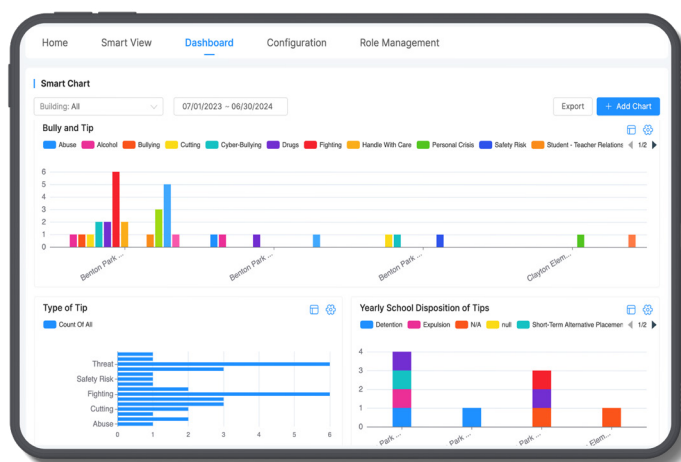 Home Smart View Dashboard Configuration Role Management
Smart Chart
Building: All 07/01/2023 - 06/30/2024 Export + Add Chart
Bully and Tip
Abuse Alcohol Bullying Cutting Cyber-Bullying Drugs Fighting Handle With Care Personal Crisis Safety Risk Student - Teacher Relations 1/2
6
5
4
3
2
1
0
Benton Park ... Benton Park ... Benton Park ... Clayton Elem...
Type of Tip
Count Of All
Threat
Safety Risk
Fighting
Cutting
Abuse
0 1 2 3 4 5 6
Yearly School Disposition of Tips
Detention Expulsion N/A null Short-Term Alternative Placemen 1/2
4
3
2
1
0
Park ... Park ... Park ... . Elem...